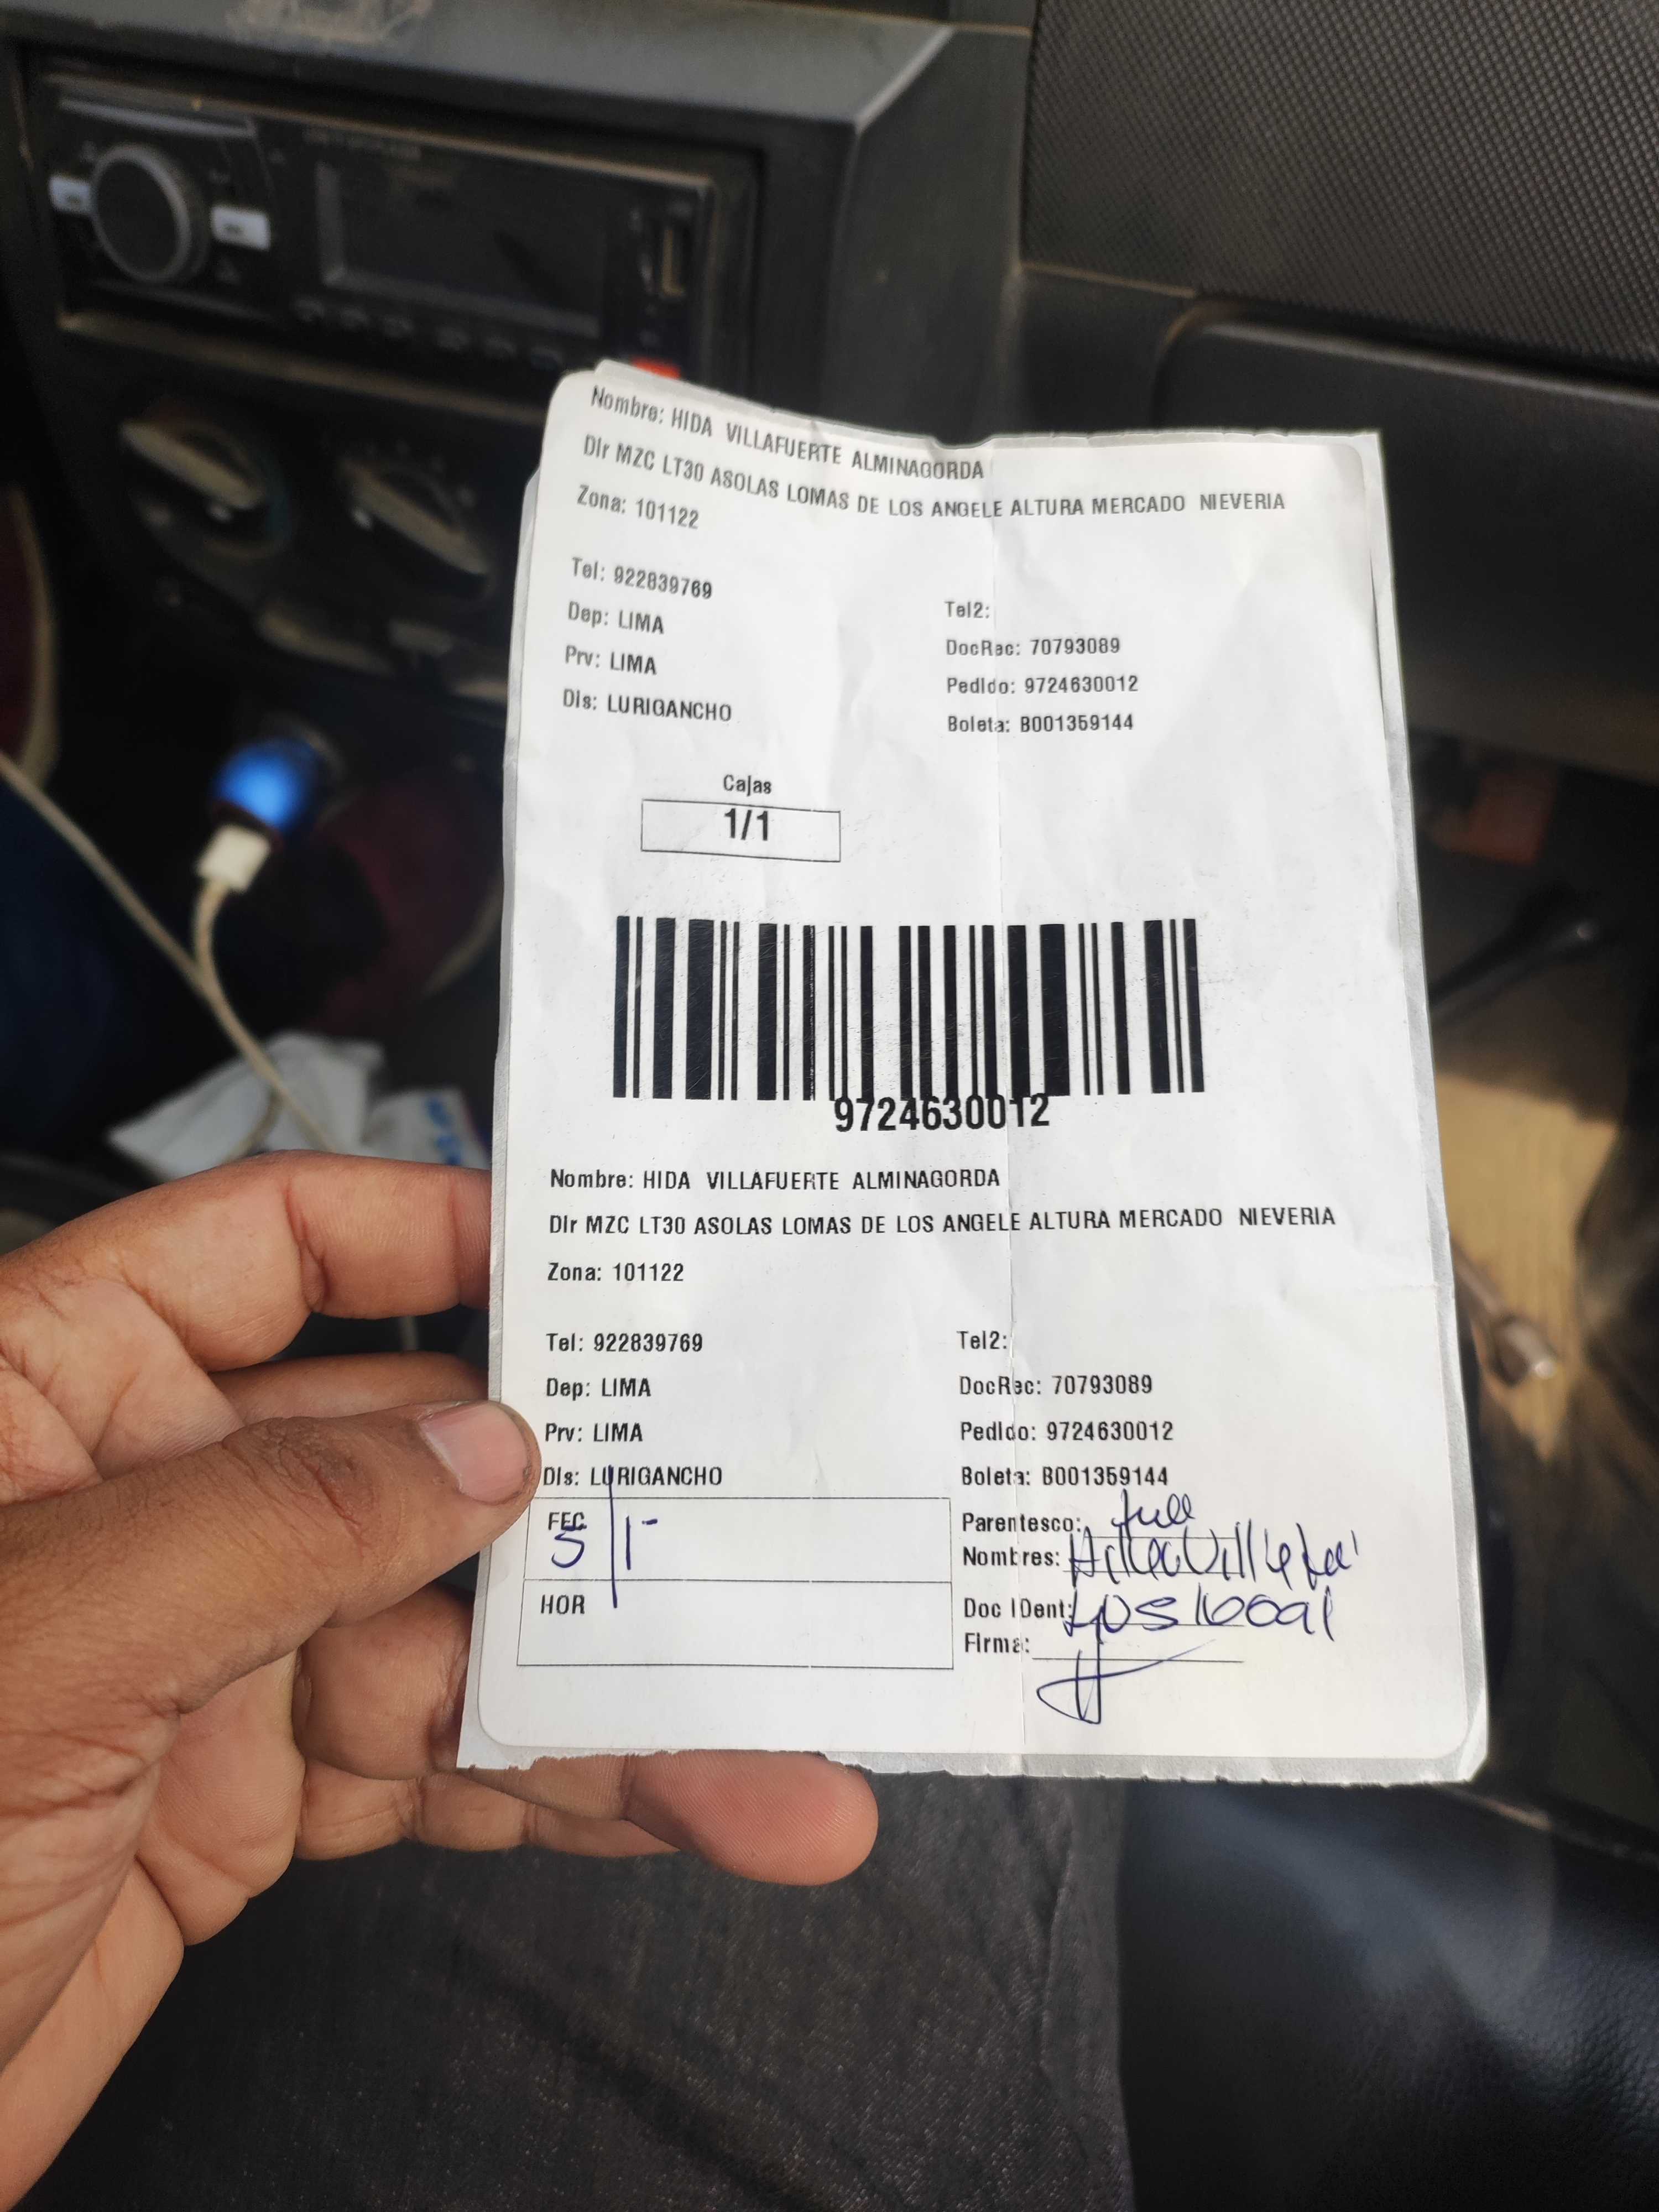 Nombre: HIDA VILLAFUERTE ALMINAGORDA
Dir MZC LT30 ASOLAS LOMAS DE LOS ANGELE ALTURA MERCADO NIEVERIA
Zona: 101122
Tel: 922839769
Tel2:
Dep: LIMA
DocRec: 70793089
Prv: LIMA
Pedido: 9724630012
Dis: LURIGANCHO
Boleta: B001359144
Cajas
1/1
9724630012
Nombre: HIDA VILLAFUERTE ALMINAGORDA
Dir MZC LT30 ASOLAS LOMAS DE LOS ANGELE ALTURA MERCADO NIEVERIA
Zona: 101122
Tel: 922839769
Tel2:
Dep: LIMA
DocRec: 70793089
Prv: LIMA
Pedido: 9724630012
Dis: LURIGANCHO
Boleta: B001359144
FEC
5
Parentesco:
Nombres:
HOR
Doc IDent:
Firma: